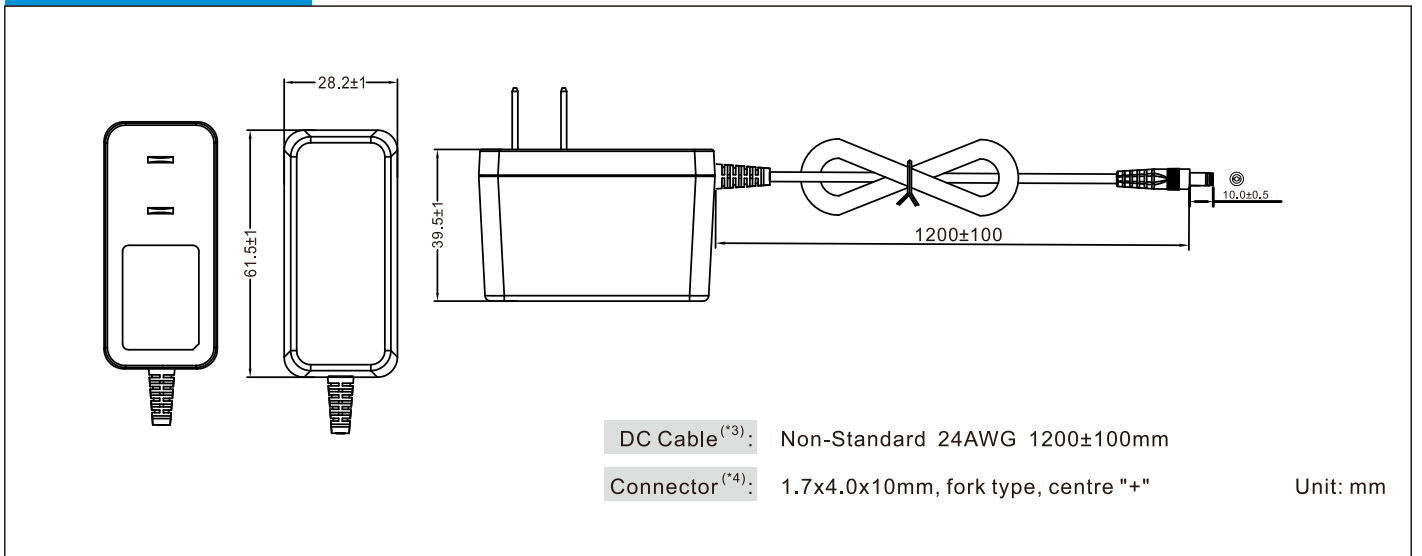 28.2±1
61.5±1
39.5±1
10.0±0.5
1200±100
DC Cable(*3): Non-Standard 24AWG 1200±100mm
Connector(*4): 1.7x4.0x10mm, fork type, centre "+" Unit: mm